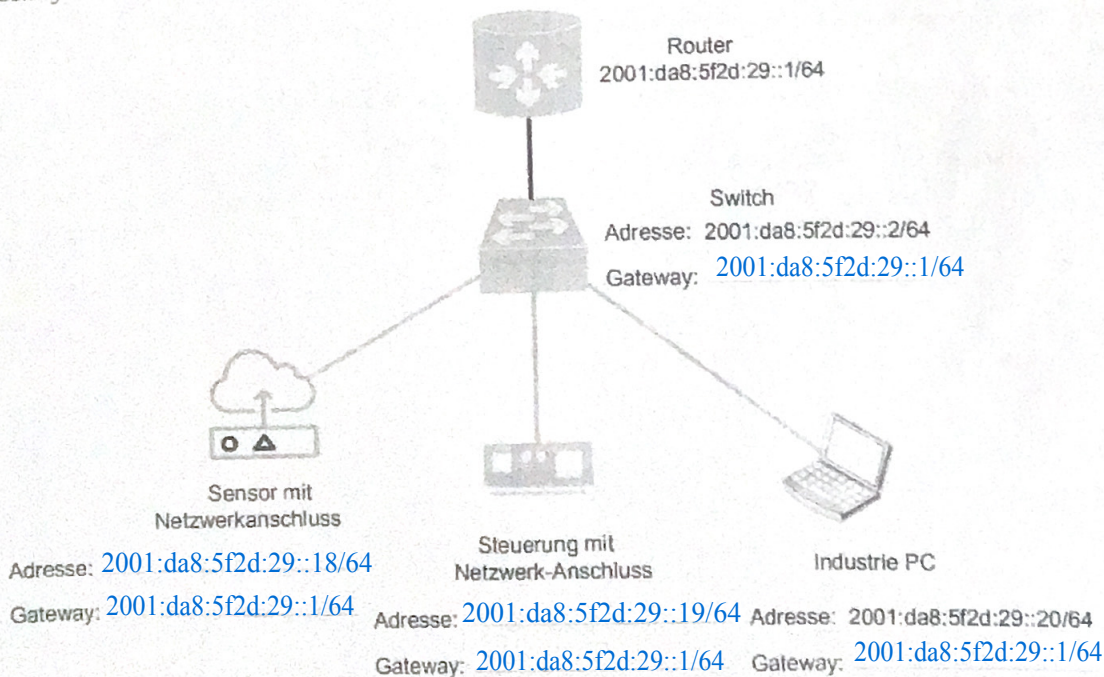 Router
2001:da8:5f2d:29::1/64
Switch
Adresse: 2001:da8:5f2d:29::2/64
Gateway: 2001:da8:5f2d:29::1/64
Sensor mit
Netzwerkanschluss
Adresse: 2001:da8:5f2d:29::18/64
Gateway: 2001:da8:5f2d:29::1/64
Steuerung mit
Netzwerk-Anschluss
Adresse: 2001:da8:5f2d:29::19/64
Gateway: 2001:da8:5f2d:29::1/64
Industrie PC
Adresse: 2001:da8:5f2d:29::20/64
Gateway: 2001:da8:5f2d:29::1/64